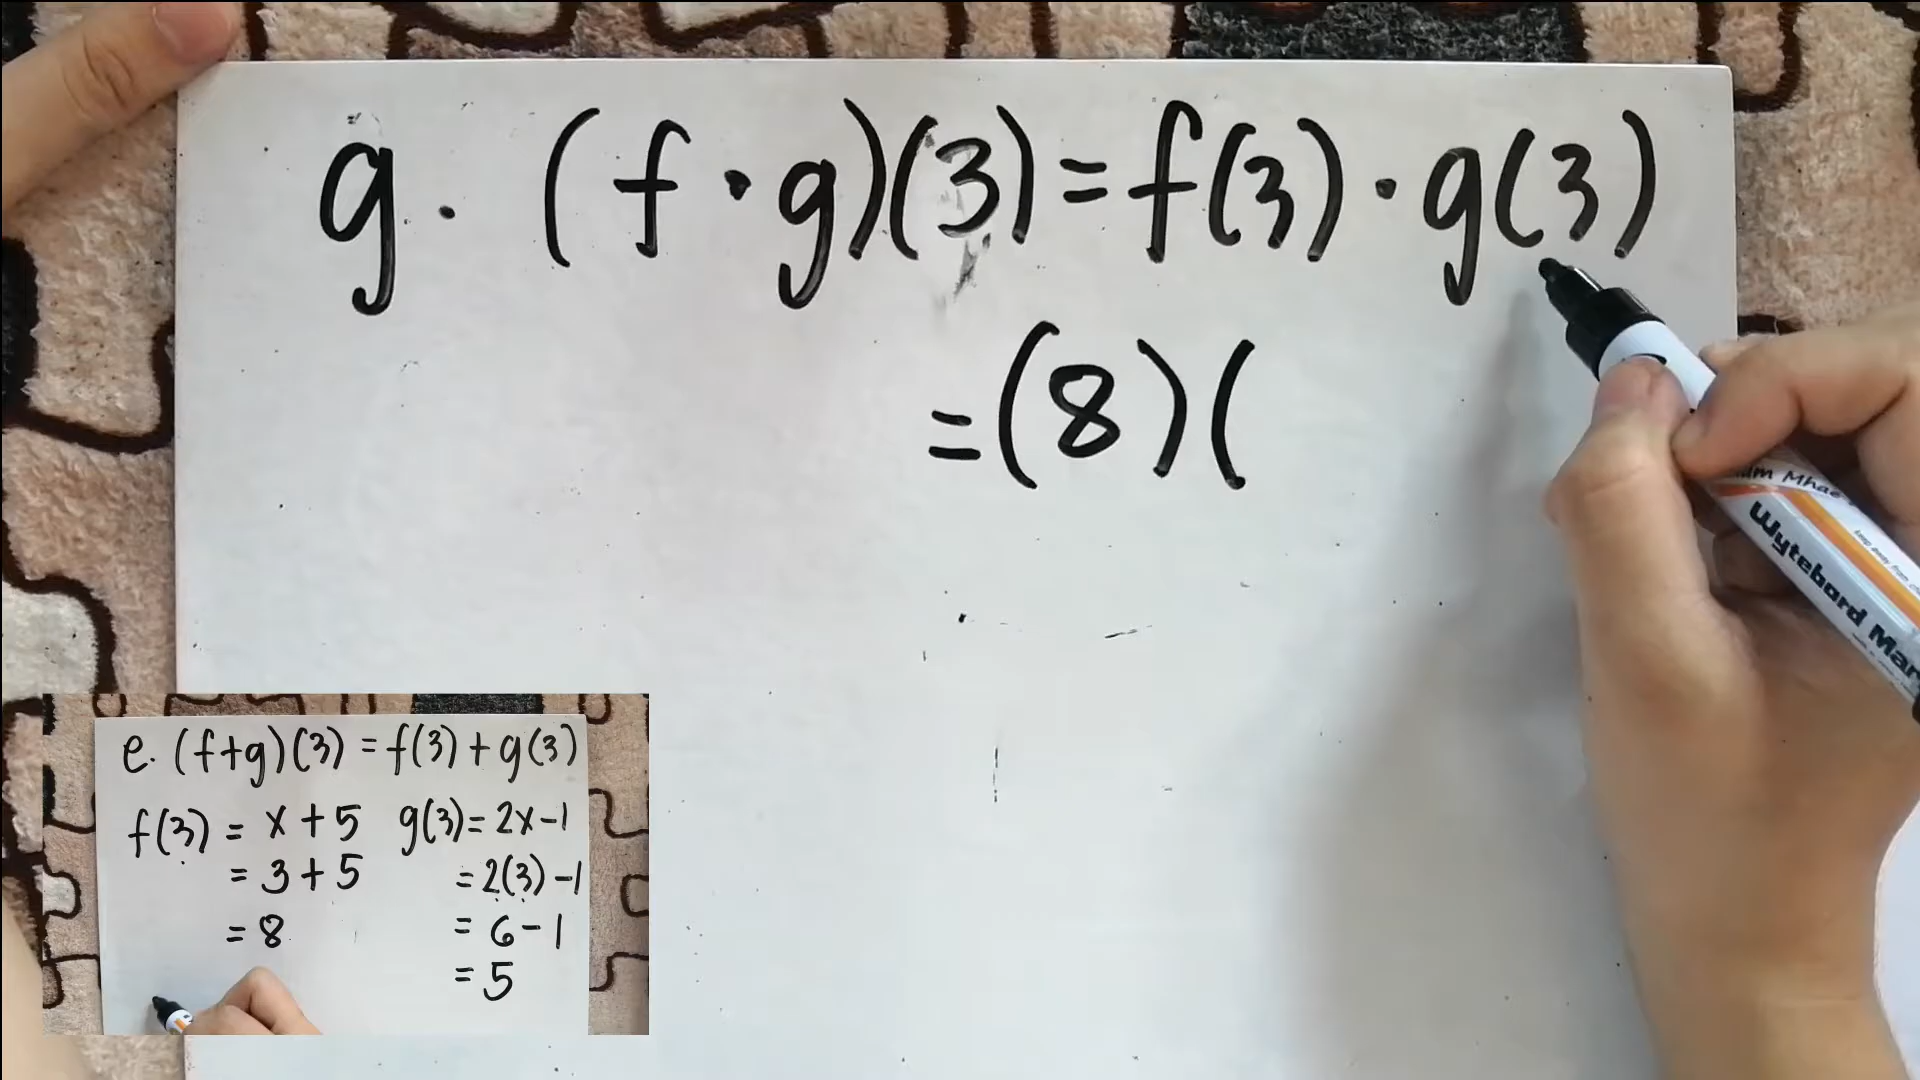 g. (f · g)(3) = f(3) · g(3)
= (8)(
Wytebord Mar
e. (f+g)(3) = f(3) + g(3)
f(3) = x + 5 g(3) = 2x - 1
= 3 + 5 = 2(3) - 1
= 8 = 6 - 1
= 5